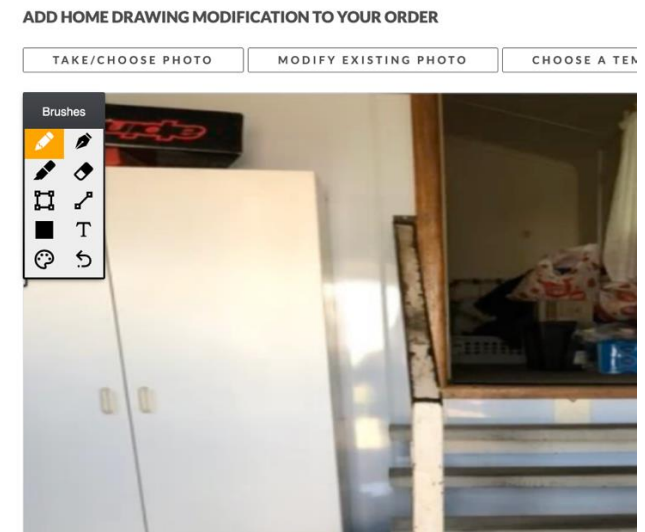 ADD HOME DRAWING MODIFICATION TO YOUR ORDER
TAKE/CHOOSE PHOTO
MODIFY EXISTING PHOTO
CHOOSE A TEM
Brushes
T